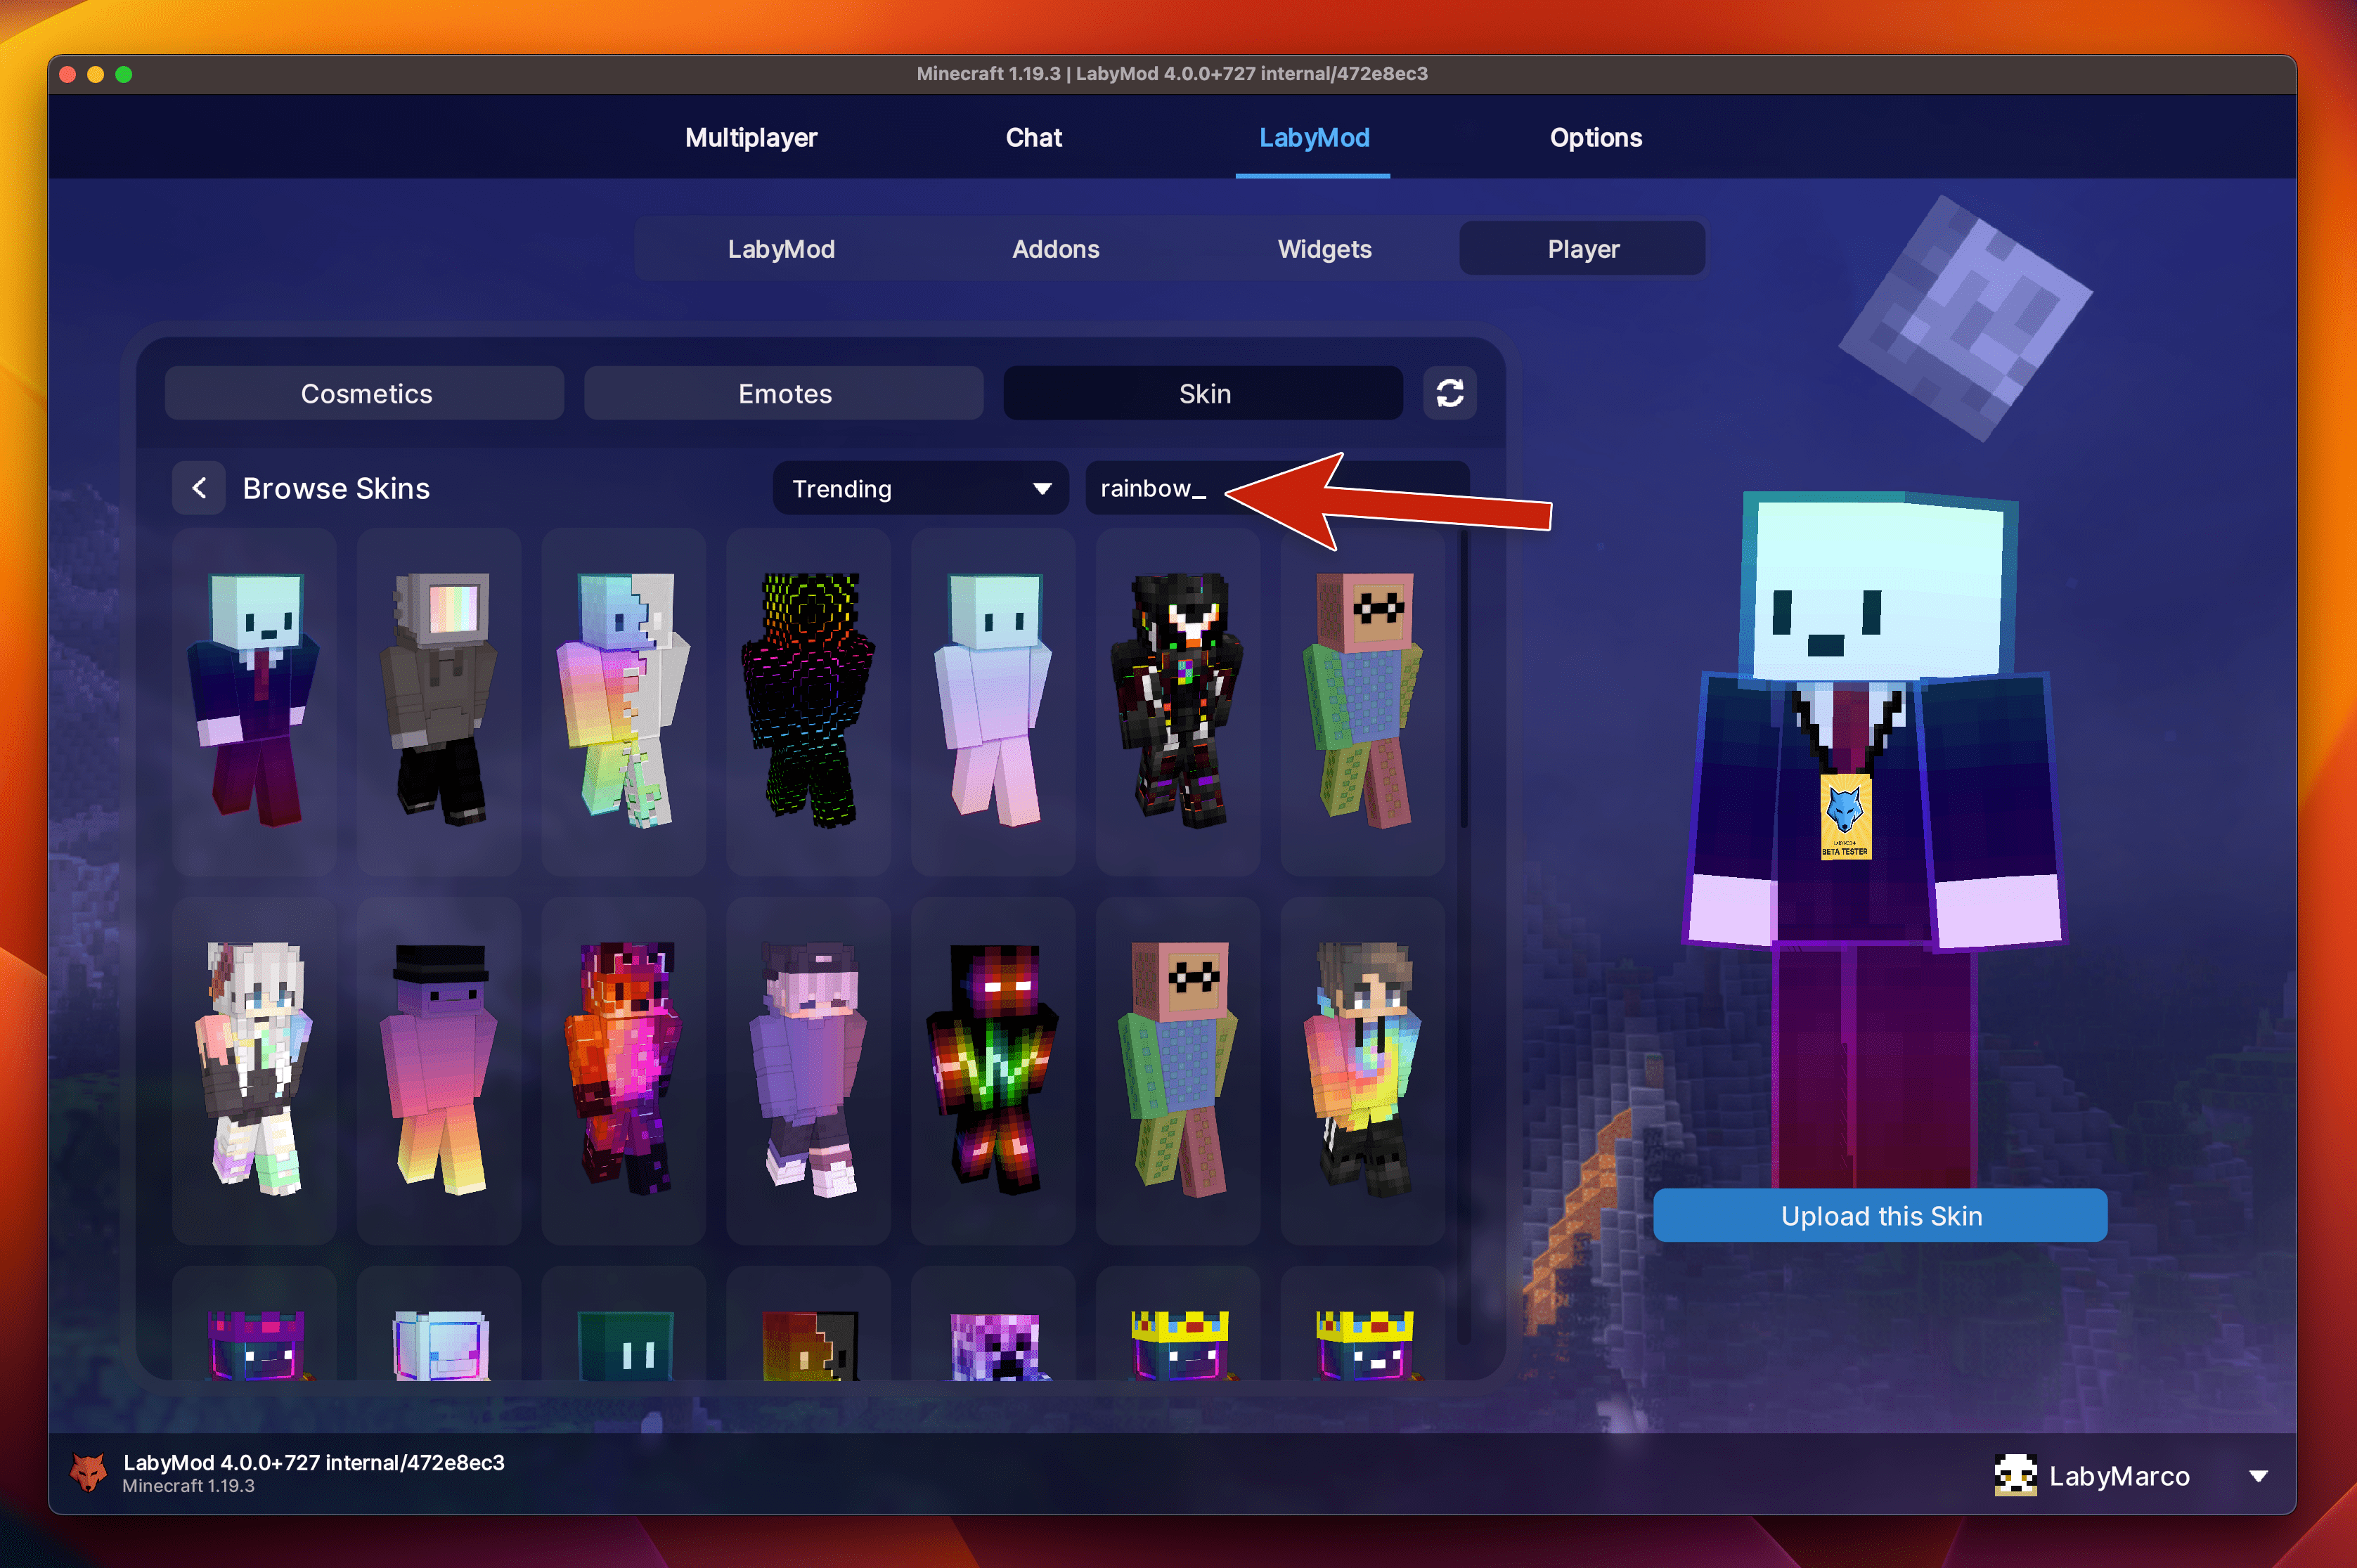 Minecraft 1.19.3 | LabyMod 4.0.0+727 internal/472e8ec3
Multiplayer Chat LabyMod Options
LabyMod Addons Widgets Player
Cosmetics Emotes Skin
Browse Skins Trending rainbow_
BETA TESTER
Upload this Skin
LabyMod 4.0.0+727 internal/472e8ec3
Minecraft 1.19.3
LabyMarco